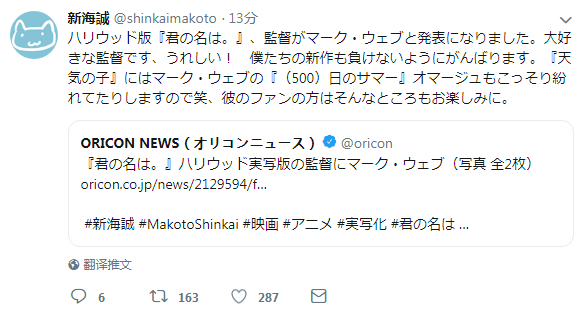 新海誠 @shinkaimakoto · 13分
ハリウッド版『君の名は。』、監督がマーク・ウェブと発表になりました。大好
きな監督です、うれしい！　僕たちの新作も負けないようにがんばります。『天
気の子』にはマーク・ウェブの『（500）日のサマー』オマージュもこっそり紛
れてたりしますので笑、彼のファンの方はそんなところもお楽しみに。
ORICON NEWS（オリコンニュース） @oricon
『君の名は。』ハリウッド実写版の監督にマーク・ウェブ（写真 全2枚）
oricon.co.jp/news/2129594/f…
#新海誠 #MakotoShinkai #映画 #アニメ #実写化 #君の名は ...
翻译推文
6 163 287